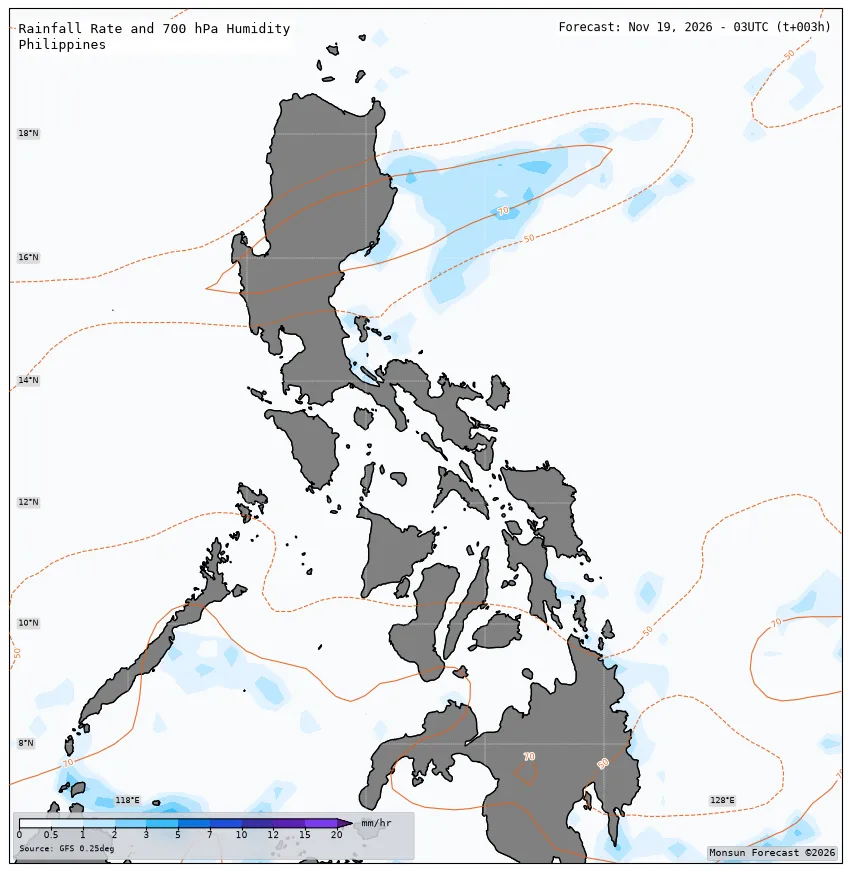 Rainfall Rate and 700 hPa Humidity
Philippines
Forecast: Nov 19, 2026 - 03UTC (t+003h)
50
18°N
70
16°N
50
14°N
12°N
10°N
50
70
50
8°N
70
70
50
70
118°E
128°E
mm/hr
0 0.5 1 2 3 5 7 10 12 15 20
Source: GFS 0.25deg
Monsun Forecast ©2026